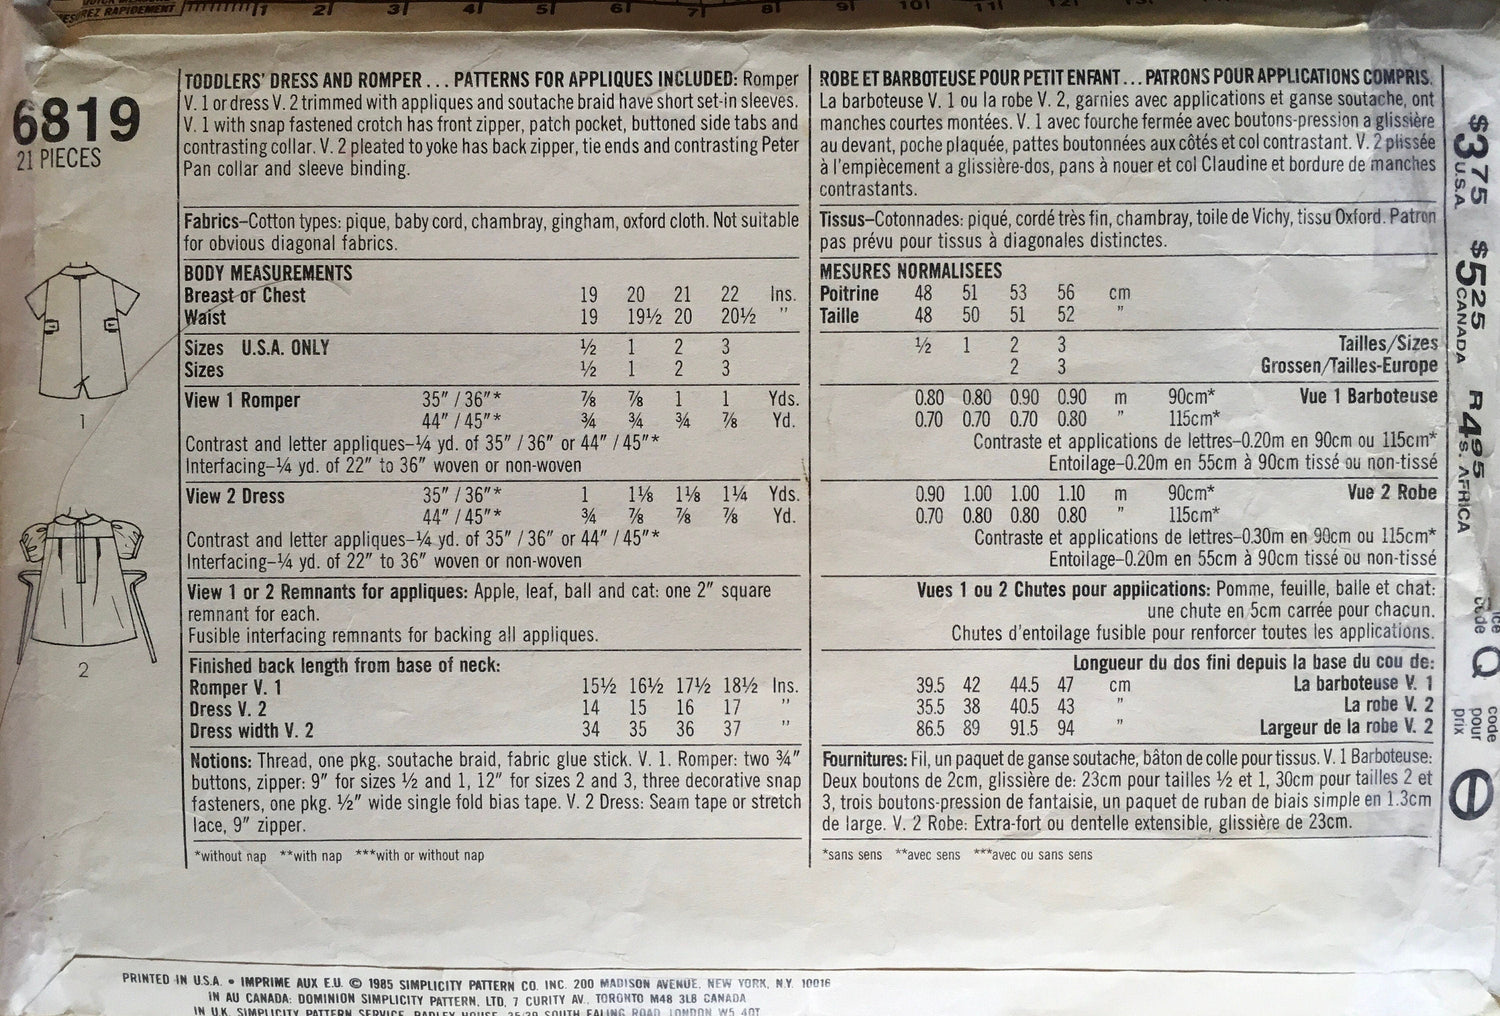 MESUREZ RAPIDEMENT
1 2 3 4 5 6 7 8 9 10 11 12 13
6819
21 PIECES
1
2
TODDLERS' DRESS AND ROMPER... PATTERNS FOR APPLIQUES INCLUDED: Romper
V. 1 or dress V. 2 trimmed with appliques and soutache braid have short set-in sleeves.
V. 1 with snap fastened crotch has front zipper, patch pocket, buttoned side tabs and
contrasting collar. V. 2 pleated to yoke has back zipper, tie ends and contrasting Peter
Pan collar and sleeve binding.
Fabrics–Cotton types: pique, baby cord, chambray, gingham, oxford cloth. Not suitable
for obvious diagonal fabrics.
BODY MEASUREMENTS
Breast or Chest 19 20 21 22 Ins.
Waist 19 19½ 20 20½ "
Sizes U.S.A. ONLY ½ 1 2 3
Sizes ½ 1 2 3
View 1 Romper 35" / 36"* ⅞ ⅞ 1 1 Yds.
44" / 45"* ¾ ¾ ¾ ⅞ Yd.
Contrast and letter appliques–¼ yd. of 35" / 36" or 44" / 45"*
Interfacing–¼ yd. of 22" to 36" woven or non-woven
View 2 Dress 35" / 36"* 1 1⅛ 1⅛ 1¼ Yds.
44" / 45"* ¾ ⅞ ⅞ ⅞ Yd.
Contrast and letter appliques–¼ yd. of 35" / 36" or 44" / 45"*
Interfacing–¼ yd. of 22" to 36" woven or non-woven
View 1 or 2 Remnants for appliques: Apple, leaf, ball and cat: one 2" square
remnant for each.
Fusible interfacing remnants for backing all appliques.
Finished back length from base of neck:
Romper V. 1 15½ 16½ 17½ 18½ Ins.
Dress V. 2 14 15 16 17 "
Dress width V. 2 34 35 36 37 "
Notions: Thread, one pkg. soutache braid, fabric glue stick. V. 1. Romper: two ¾"
buttons, zipper: 9" for sizes ½ and 1, 12" for sizes 2 and 3, three decorative snap
fasteners, one pkg. ½" wide single fold bias tape. V. 2 Dress: Seam tape or stretch
lace, 9" zipper.
*without nap **with nap ***with or without nap
ROBE ET BARBOTEUSE POUR PETIT ENFANT... PATRONS POUR APPLICATIONS COMPRIS.
La barboteuse V. 1 ou la robe V. 2, garnies avec applications et ganse soutache, ont
manches courtes montées. V. 1 avec fourche fermée avec boutons-pression a glissière
au devant, poche plaquée, pattes boutonnées aux côtés et col contrastant. V. 2 plissée
à l'empiècement a glissière-dos, pans à nouer et col Claudine et bordure de manches
contrastants.
Tissus–Cotonnades: piqué, cordé très fin, chambray, toile de Vichy, tissu Oxford. Patron
pas prévu pour tissus à diagonales distinctes.
MESURES NORMALISEES
Poitrine 48 51 53 56 cm
Taille 48 50 51 52 "
½ 1 2 3 Tailles/Sizes
2 3 Grossen/Tailles-Europe
0.80 0.80 0.90 0.90 m 90cm* Vue 1 Barboteuse
0.70 0.70 0.70 0.80 " 115cm*
Contraste et applications de lettres–0.20m en 90cm ou 115cm*
Entoilage–0.20m en 55cm à 90cm tissé ou non-tissé
0.90 1.00 1.00 1.10 m 90cm* Vue 2 Robe
0.70 0.80 0.80 0.80 " 115cm*
Contraste et applications de lettres–0.30m en 90cm ou 115cm*
Entoilage–0.20m en 55cm à 90cm tissé ou non-tissé
Vues 1 ou 2 Chutes pour applications: Pomme, feuille, balle et chat:
une chute en 5cm carrée pour chacun.
Chutes d'entoilage fusible pour renforcer toutes les applications.
Longueur du dos fini depuis la base du cou de:
39.5 42 44.5 47 cm La barboteuse V. 1
35.5 38 40.5 43 " La robe V. 2
86.5 89 91.5 94 " Largeur de la robe V. 2
Fournitures: Fil, un paquet de ganse soutache, bâton de colle pour tissus. V. 1 Barboteuse:
Deux boutons de 2cm, glissière de: 23cm pour tailles ½ et 1, 30cm pour tailles 2 et
3, trois boutons-pression de fantaisie, un paquet de ruban de biais simple en 1.3cm
de large. V. 2 Robe: Extra-fort ou dentelle extensible, glissière de 23cm.
*sans sens **avec sens ***avec ou sans sens
$3.75 U.S.A.
$5.25 CANADA
R4.95 S. AFRICA
code Q
code pour prix e
PRINTED IN U.S.A. • IMPRIME AUX E.U. © 1985 SIMPLICITY PATTERN CO. INC. 200 MADISON AVENUE, NEW YORK, N.Y. 10016
IN AU CANADA: DOMINION SIMPLICITY PATTERN, LTD, 7 CURITY AV., TORONTO M4B 3L8 CANADA
IN U.K. SIMPLICITY PATTERN SERVICE, HOUSE, SOUTH EALING ROAD LONDON W5 4QT